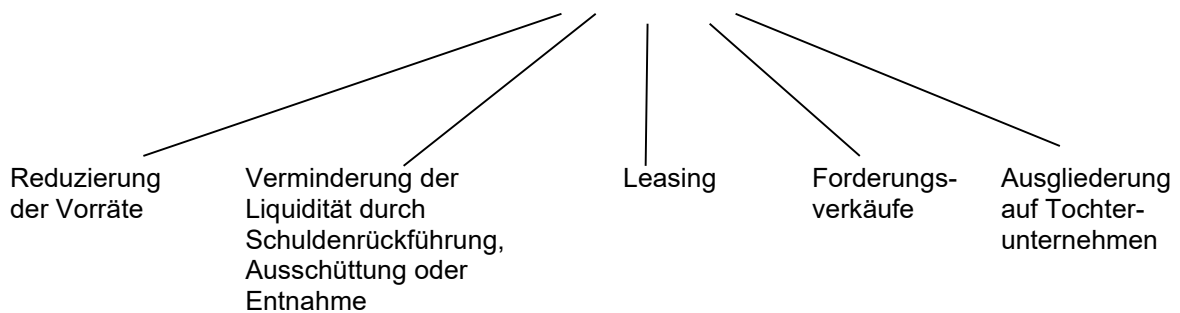 Reduzierung
der Vorräte
Verminderung der
Liquidität durch
Schuldenrückführung,
Ausschüttung oder
Entnahme
Leasing
Forderungs-
verkäufe
Ausgliederung
auf Tochter-
unternehmen